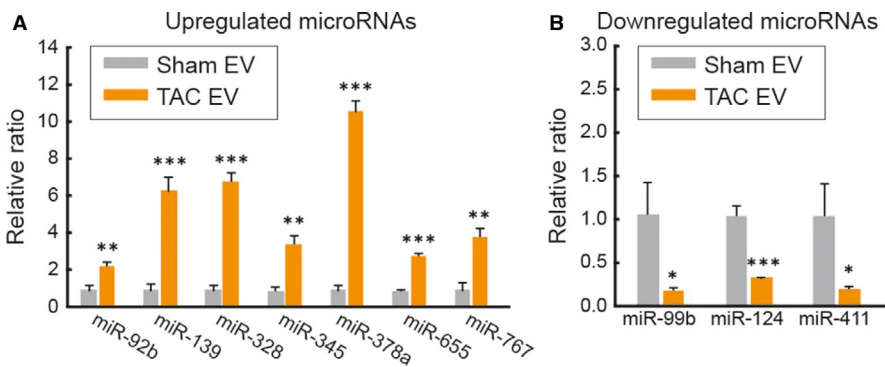 A Upregulated microRNAs
14
12
10
8
6
4
2
0
Relative ratio
Sham EV
TAC EV
**
***
***
**
***
***
**
miR-92b
miR-139
miR-328
miR-345
miR-378a
miR-655
miR-767
B Downregulated microRNAs
3.0
2.5
2.0
1.5
1.0
0.5
0.0
Relative ratio
Sham EV
TAC EV
*
***
*
miR-99b miR-124 miR-411